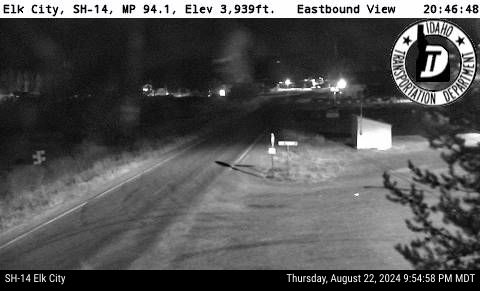 Elk City, SH-14, MP 94.1, Elev 3,939ft. Eastbound View 20:46:48
IDAHO
TRANSPORTATION DEPARTMENT
SH-14 Elk City Thursday, August 22, 2024 9:54:58 PM MDT